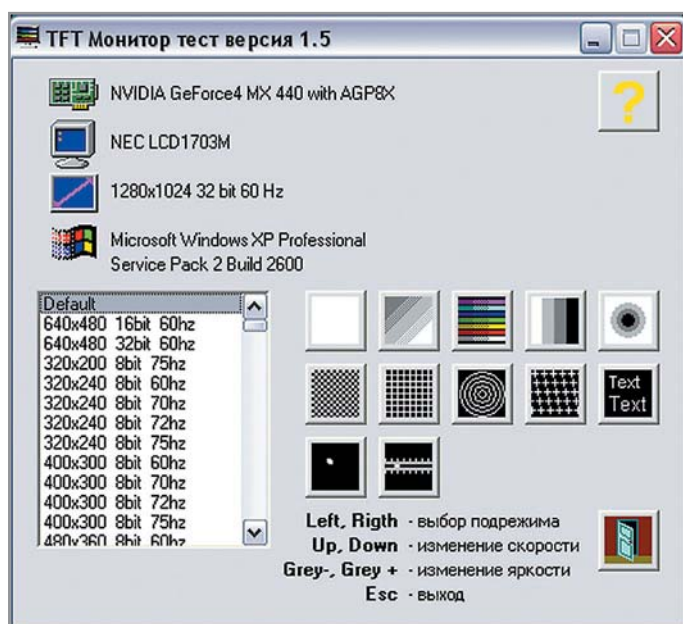 TFT Монитор тест версия 1.5
?
NVIDIA GeForce4 MX 440 with AGP8X
NEC LCD1703M
1280x1024 32 bit 60 Hz
Microsoft Windows XP Professional
Service Pack 2 Build 2600
Default
640x480 16bit 60hz
640x480 32bit 60hz
320x200 8bit 75hz
320x240 8bit 60hz
320x240 8bit 70hz
320x240 8bit 72hz
320x240 8bit 75hz
400x300 8bit 60hz
400x300 8bit 70hz
400x300 8bit 72hz
400x300 8bit 75hz
480x360 8bit 60hz
Text
Text
Left, Rigth - выбор подрежима
Up, Down - изменение скорости
Grey-, Grey + - изменение яркости
Esc - выход